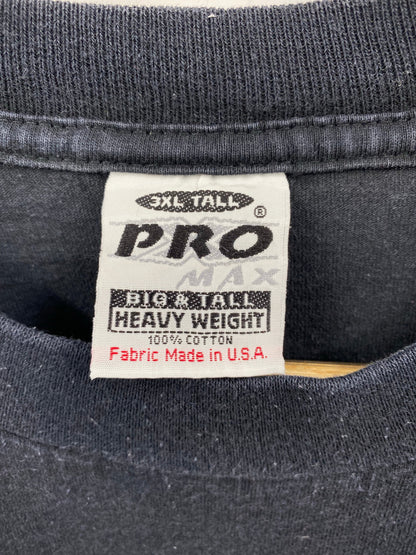 3XL TALL
PRO ®
MAX
BIG & TALL
HEAVY WEIGHT
100% COTTON
Fabric Made in U.S.A.